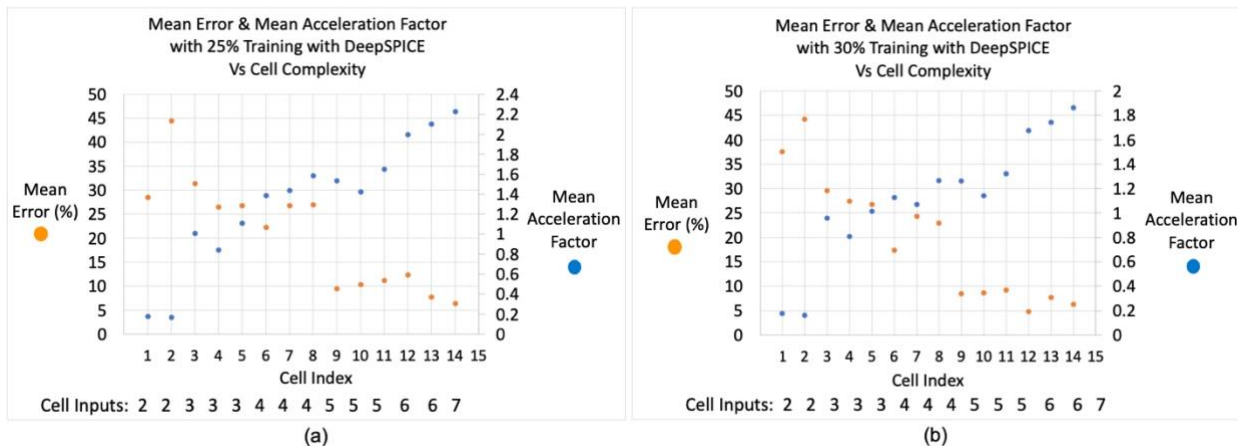 Mean Error & Mean Acceleration Factor
with 25% Training with DeepSPICE
Vs Cell Complexity
50
45
40
35
30
25
20
15
10
5
0
2.4
2.2
2
1.8
1.6
1.4
1.2
1
0.8
0.6
0.4
0.2
0
Mean
Error (%)
Mean
Acceleration
Factor
1 2 3 4 5 6 7 8 9 10 11 12 13 14 15
Cell Index
Cell Inputs: 2 2 3 3 3 4 4 4 5 5 5 6 6 7
(a)
Mean Error & Mean Acceleration Factor
with 30% Training with DeepSPICE
Vs Cell Complexity
50
45
40
35
30
25
20
15
10
5
0
2
1.8
1.6
1.4
1.2
1
0.8
0.6
0.4
0.2
0
Mean
Error (%)
Mean
Acceleration
Factor
1 2 3 4 5 6 7 8 9 10 11 12 13 14 15
Cell Index
Cell Inputs: 2 2 3 3 3 4 4 4 5 5 5 6 6 7
(b)